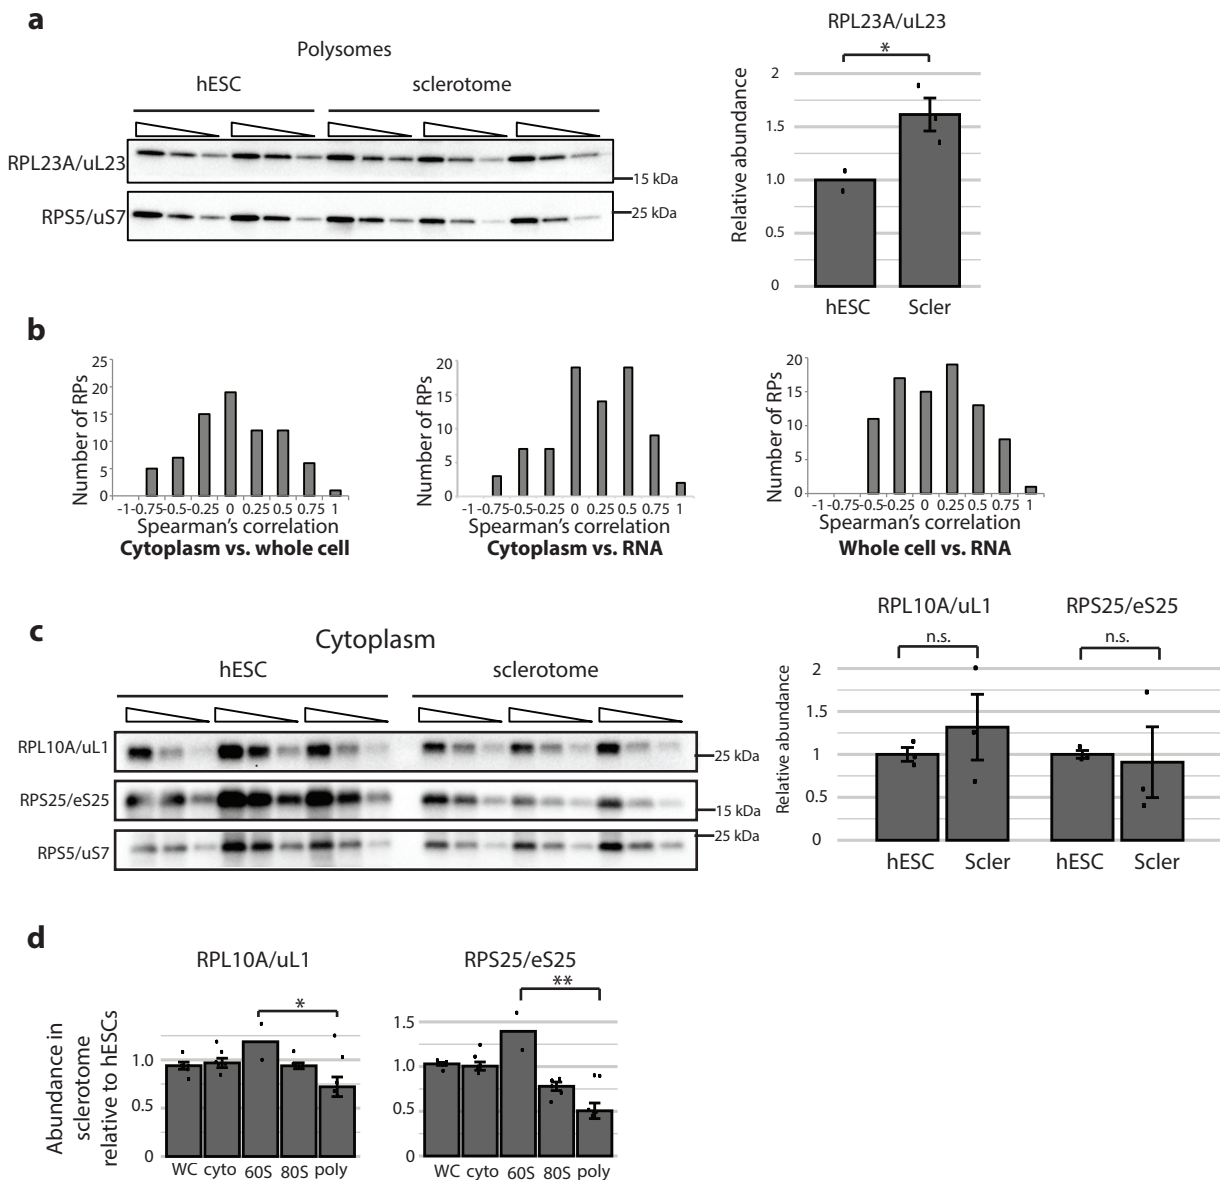 a
Polysomes
hESC sclerotome
RPL23A/uL23
15 kDa
RPS5/uS7
25 kDa
RPL23A/uL23
*
Relative abundance
2
1.5
1.0
0.5
0
hESC Scler
b
Number of RPs
25
20
15
10
5
0
-1 -0.75 -0.5 -0.25 0 0.25 0.5 0.75 1
Spearman's correlation
Cytoplasm vs. whole cell
Number of RPs
20
15
10
5
0
-1 -0.75 -0.5 -0.25 0 0.25 0.5 0.75 1
Spearman's correlation
Cytoplasm vs. RNA
Number of RPs
20
15
10
5
0
-1 -0.75 -0.5 -0.25 0 0.25 0.5 0.75 1
Spearman's correlation
Whole cell vs. RNA
c
Cytoplasm
hESC sclerotome
RPL10A/uL1
25 kDa
RPS25/eS25
15 kDa
RPS5/uS7
25 kDa
RPL10A/uL1 RPS25/eS25
n.s. n.s.
Relative abundance
2
1.5
1
0.5
0
hESC Scler hESC Scler
d
RPL10A/uL1
*
Abundance in
sclerotome
relative to hESCs
1.0
0.5
0
WC cyto 60S 80S poly
RPS25/eS25
**
1.5
1.0
0.5
0
WC cyto 60S 80S poly